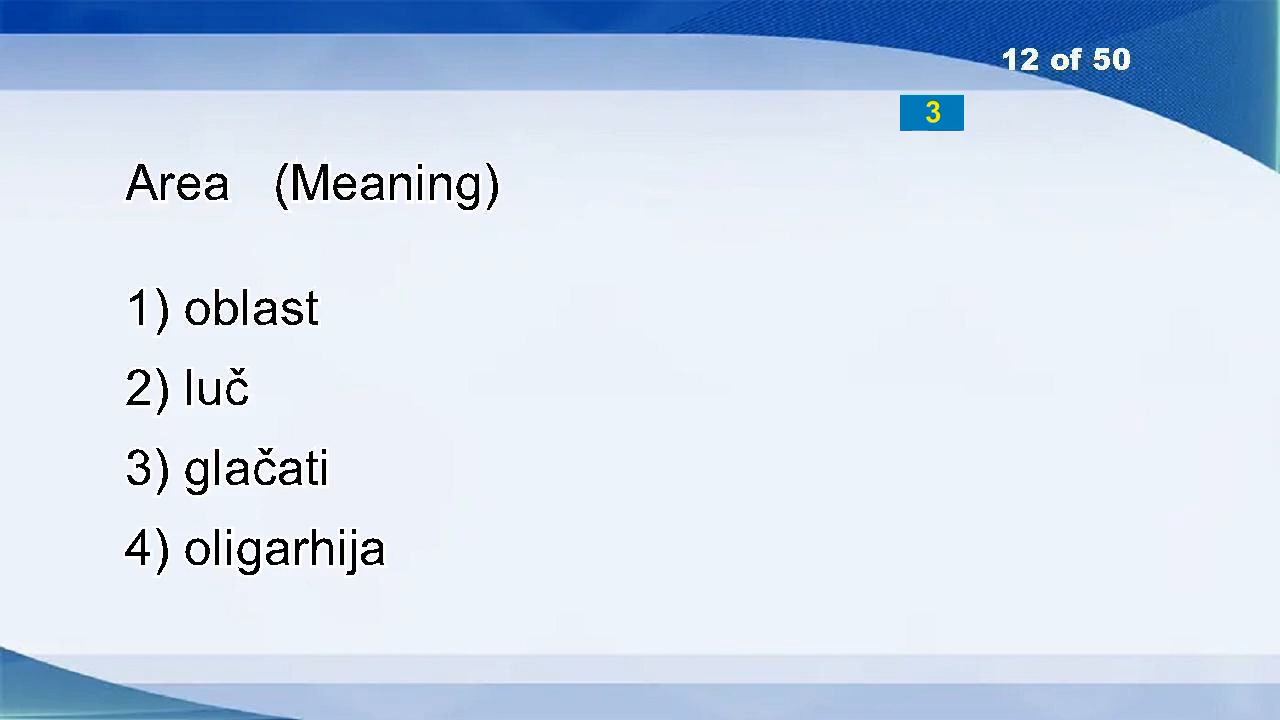 12 of 50
3
Area (Meaning)
1) oblast
2) luč
3) glačati
4) oligarhija